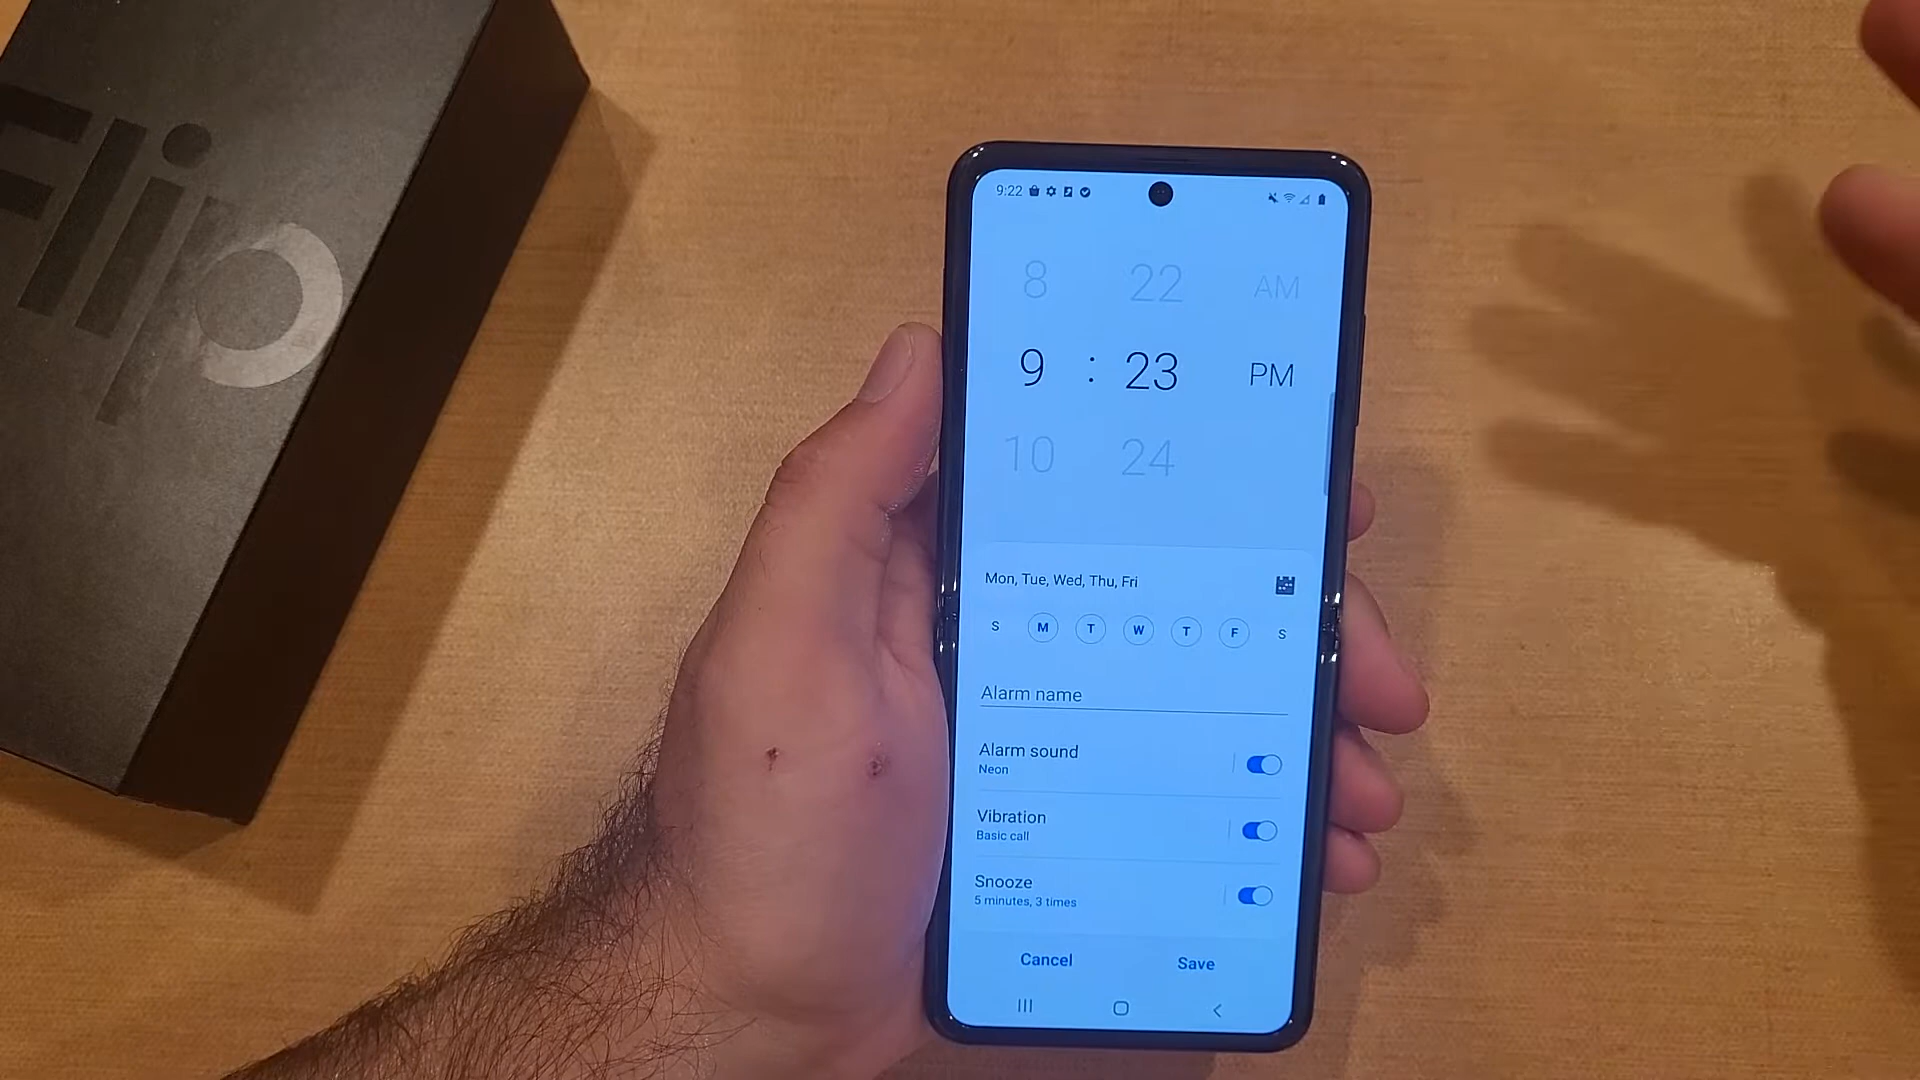 Flip
9:22
8 22 AM
9 : 23 PM
10 24
Mon, Tue, Wed, Thu, Fri
S M T W T F S
Alarm name
Alarm sound
Neon
Vibration
Basic call
Snooze
5 minutes, 3 times
Cancel Save